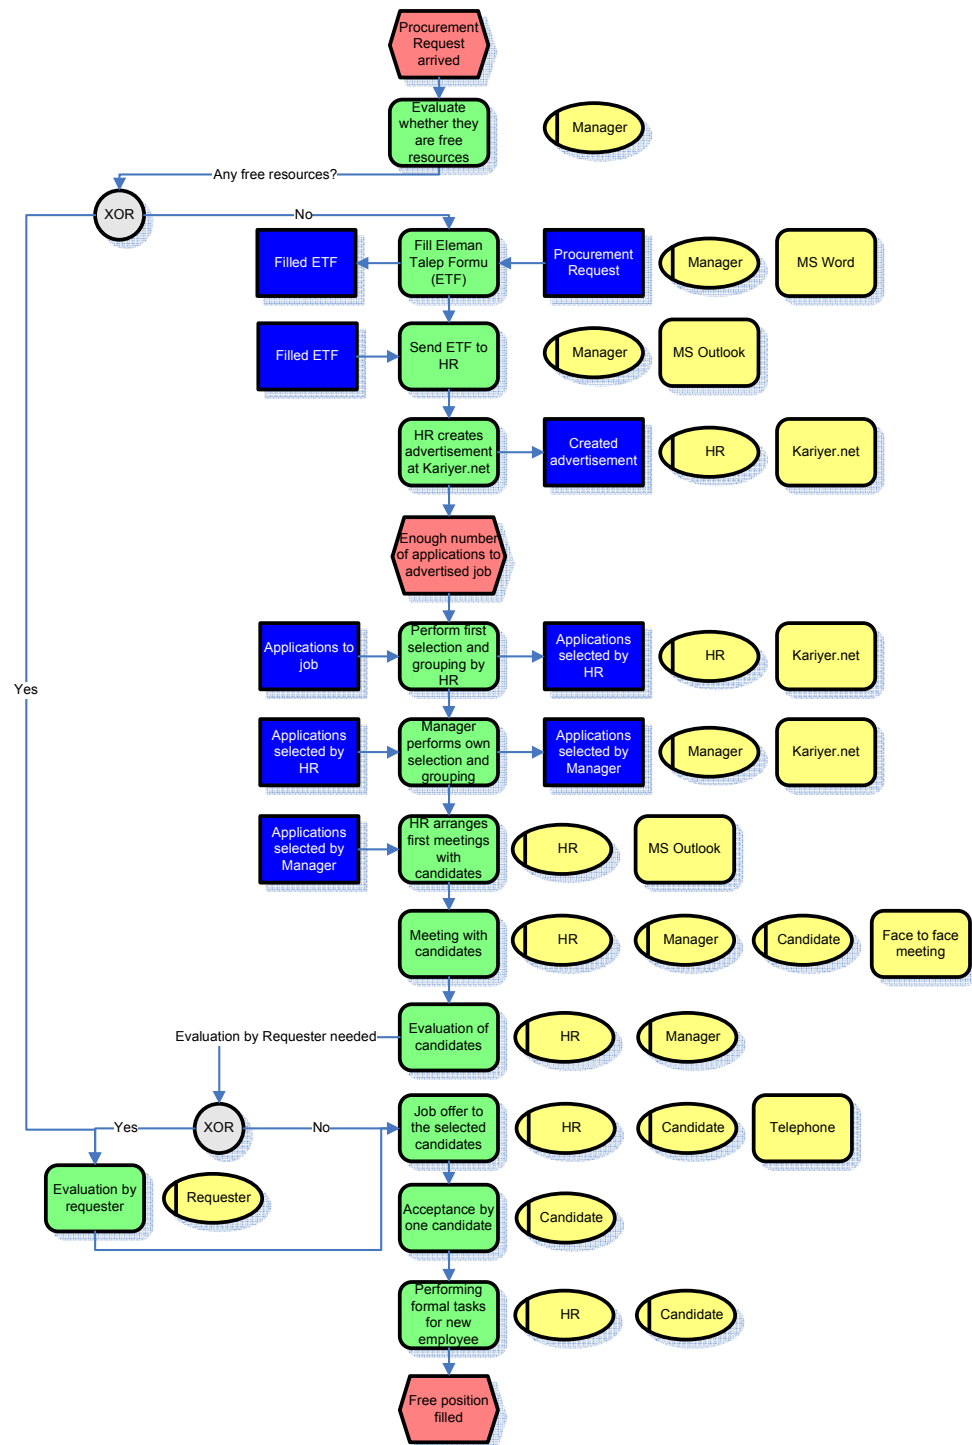 Procurement
Request
arrived
Evaluate
whether they
are free
resources
Manager
Any free resources?
XOR
No
Filled ETF
Fill Eleman
Talep Formu
(ETF)
Procurement
Request
Manager
MS Word
Filled ETF
Send ETF to
HR
Manager
MS Outlook
HR creates
advertisement
at Kariyer.net
Created
advertisement
HR
Kariyer.net
Enough number
of applications to
advertised job
Applications to
job
Perform first
selection and
grouping by
HR
Applications
selected by
HR
HR
Kariyer.net
Yes
Applications
selected by
HR
Manager
performs own
selection and
grouping
Applications
selected by
Manager
Manager
Kariyer.net
Applications
selected by
Manager
HR arranges
first meetings
with
candidates
HR
MS Outlook
Meeting with
candidates
HR
Manager
Candidate
Face to face
meeting
Evaluation by Requester needed
Evaluation of
candidates
HR
Manager
Yes
XOR
No
Job offer to
the selected
candidates
HR
Candidate
Telephone
Evaluation by
requester
Requester
Acceptance by
one candidate
Candidate
Performing
formal tasks
for new
employee
HR
Candidate
Free position
filled